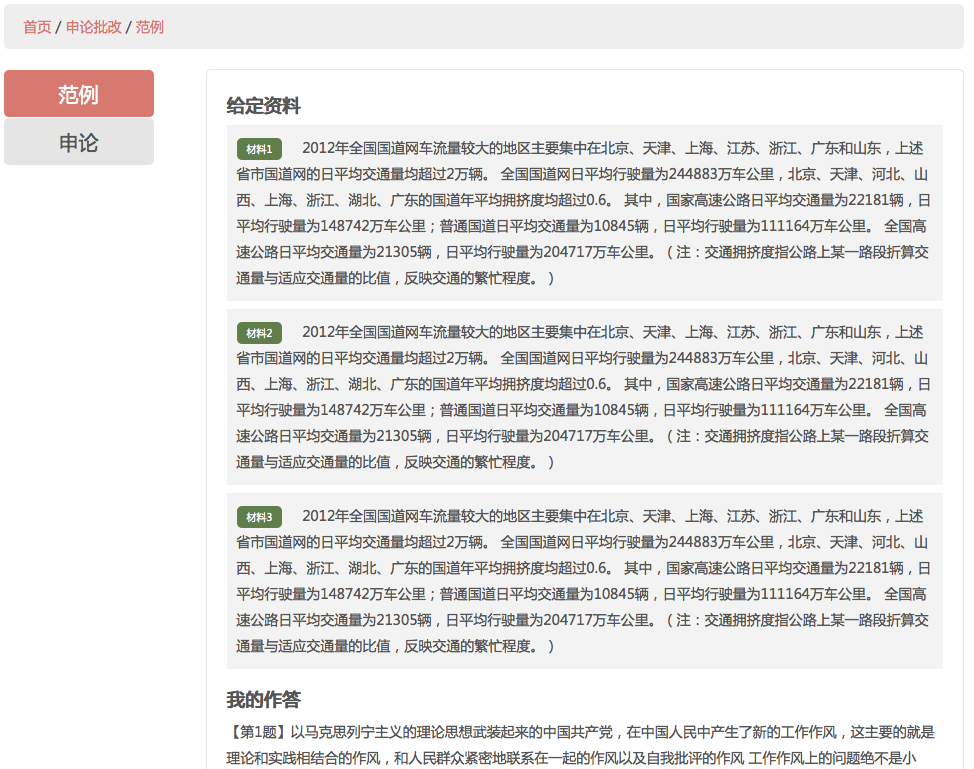 首页 / 申论批改 / 范例
范例
申论
给定资料
材料1 2012年全国国道网车流量较大的地区主要集中在北京、天津、上海、江苏、浙江、广东和山东，上述
省市国道网的日平均交通量均超过2万辆。 全国国道网日平均行驶量为244883万车公里，北京、天津、河北、山
西、上海、浙江、湖北、广东的国道年平均拥挤度均超过0.6。 其中，国家高速公路日平均交通量为22181辆，日
平均行驶量为148742万车公里；普通国道日平均交通量为10845辆，日平均行驶量为111164万车公里。 全国高
速公路日平均交通量为21305辆，日平均行驶量为204717万车公里。（ 注：交通拥挤度指公路上某一路段折算交
通量与适应交通量的比值，反映交通的繁忙程度。 ）
材料2 2012年全国国道网车流量较大的地区主要集中在北京、天津、上海、江苏、浙江、广东和山东，上述
省市国道网的日平均交通量均超过2万辆。 全国国道网日平均行驶量为244883万车公里，北京、天津、河北、山
西、上海、浙江、湖北、广东的国道年平均拥挤度均超过0.6。 其中，国家高速公路日平均交通量为22181辆，日
平均行驶量为148742万车公里；普通国道日平均交通量为10845辆，日平均行驶量为111164万车公里。 全国高
速公路日平均交通量为21305辆，日平均行驶量为204717万车公里。（ 注：交通拥挤度指公路上某一路段折算交
通量与适应交通量的比值，反映交通的繁忙程度。 ）
材料3 2012年全国国道网车流量较大的地区主要集中在北京、天津、上海、江苏、浙江、广东和山东，上述
省市国道网的日平均交通量均超过2万辆。 全国国道网日平均行驶量为244883万车公里，北京、天津、河北、山
西、上海、浙江、湖北、广东的国道年平均拥挤度均超过0.6。 其中，国家高速公路日平均交通量为22181辆，日
平均行驶量为148742万车公里；普通国道日平均交通量为10845辆，日平均行驶量为111164万车公里。 全国高
速公路日平均交通量为21305辆，日平均行驶量为204717万车公里。（ 注：交通拥挤度指公路上某一路段折算交
通量与适应交通量的比值，反映交通的繁忙程度。 ）
我的作答
【第1题】以马克思列宁主义的理论思想武装起来的中国共产党，在中国人民中产生了新的工作作风，这主要的就是
理论和实践相结合的作风，和人民群众紧密地联系在一起的作风以及自我批评的作风 工作作风上的问题绝不是小